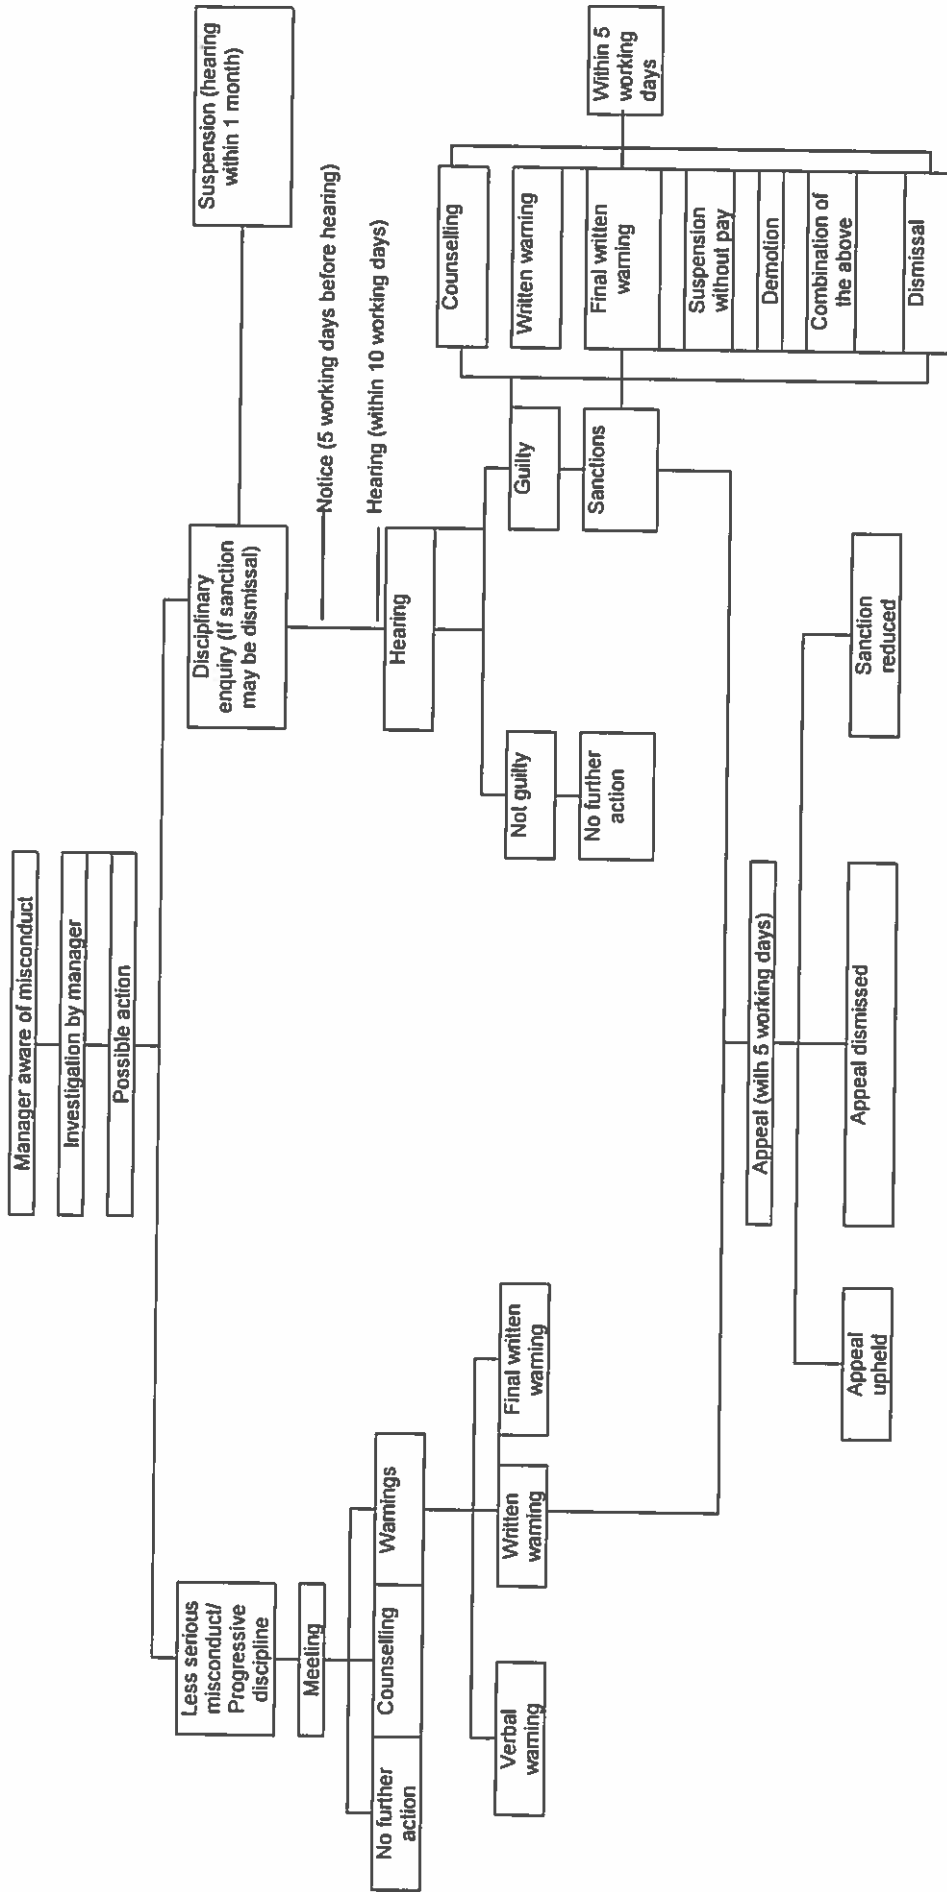 Manager aware of misconduct
Investigation by manager
Possible action
Less serious
misconduct/
Progressive
discipline
Meeting
No further
action
Counselling
Warnings
Verbal
warning
Written
warning
Final written
warning
Disciplinary
enquiry (If sanction
may be dismissal)
Suspension (hearing
within 1 month)
Notice (5 working days before hearing)
Hearing (within 10 working days)
Hearing
Not guilty
No further
action
Guilty
Sanctions
Counselling
Written warning
Final written
warning
Suspension
without pay
Demotion
Combination of
the above
Dismissal
Within 5
working
days
Appeal (with 5 working days)
Appeal
upheld
Appeal dismissed
Sanction
reduced